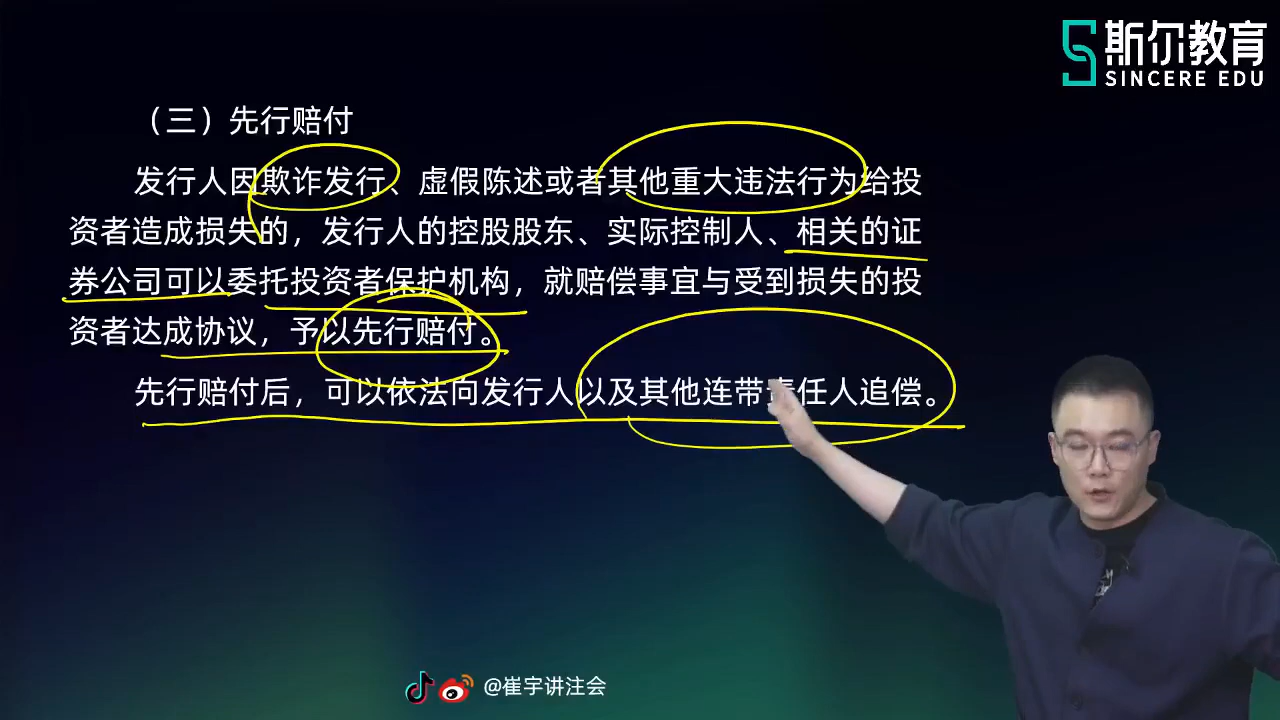 斯尔教育
SINCERE EDU
（三）先行赔付
发行人因欺诈发行、虚假陈述或者其他重大违法行为给投
资者造成损失的，发行人的控股股东、实际控制人、相关的证
券公司可以委托投资者保护机构，就赔偿事宜与受到损失的投
资者达成协议，予以先行赔付。
先行赔付后，可以依法向发行人以及其他连带责任人追偿。
@崔宇讲注会